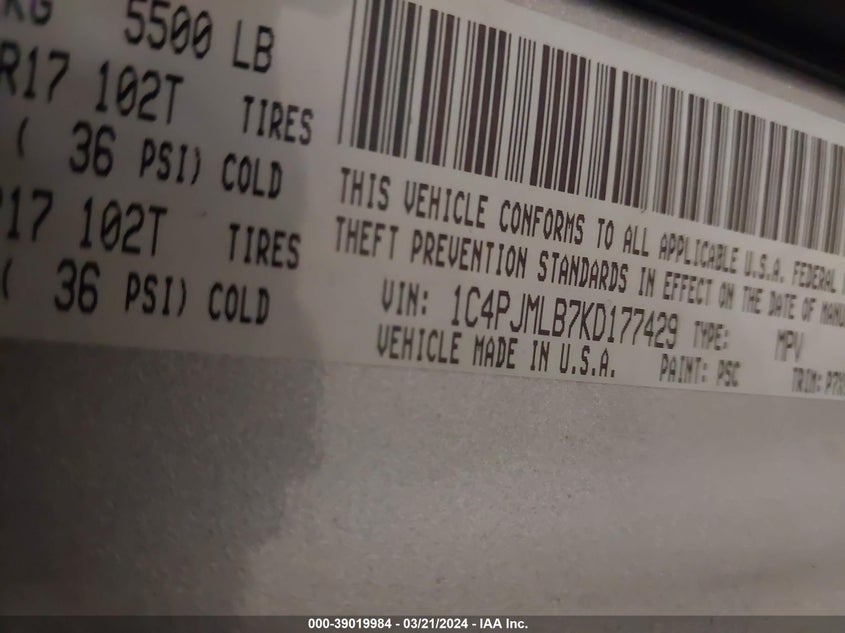 KG 5500 LB
R17 102T TIRES
( 36 PSI) COLD
17 102T TIRES
( 36 PSI) COLD
THIS VEHICLE CONFORMS TO ALL APPLICABLE U.S.A. FEDERAL
THEFT PREVENTION STANDARDS IN EFFECT ON THE DATE OF MANU
VIN: 1C4PJMLB7KD177429 TYPE: MPV
VEHICLE MADE IN U.S.A. PAINT: PSC TRIM:
000-39019984 - 03/21/2024 - IAA Inc.